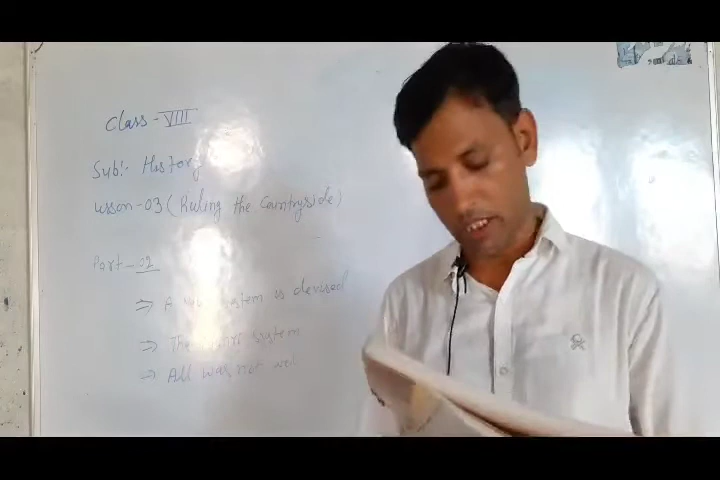 Class - VIII
Sub:- History
Lesson - 03 (Ruling the Countryside)
Part - 02
⇒ A new system is devised
⇒ The system
⇒ All was not well